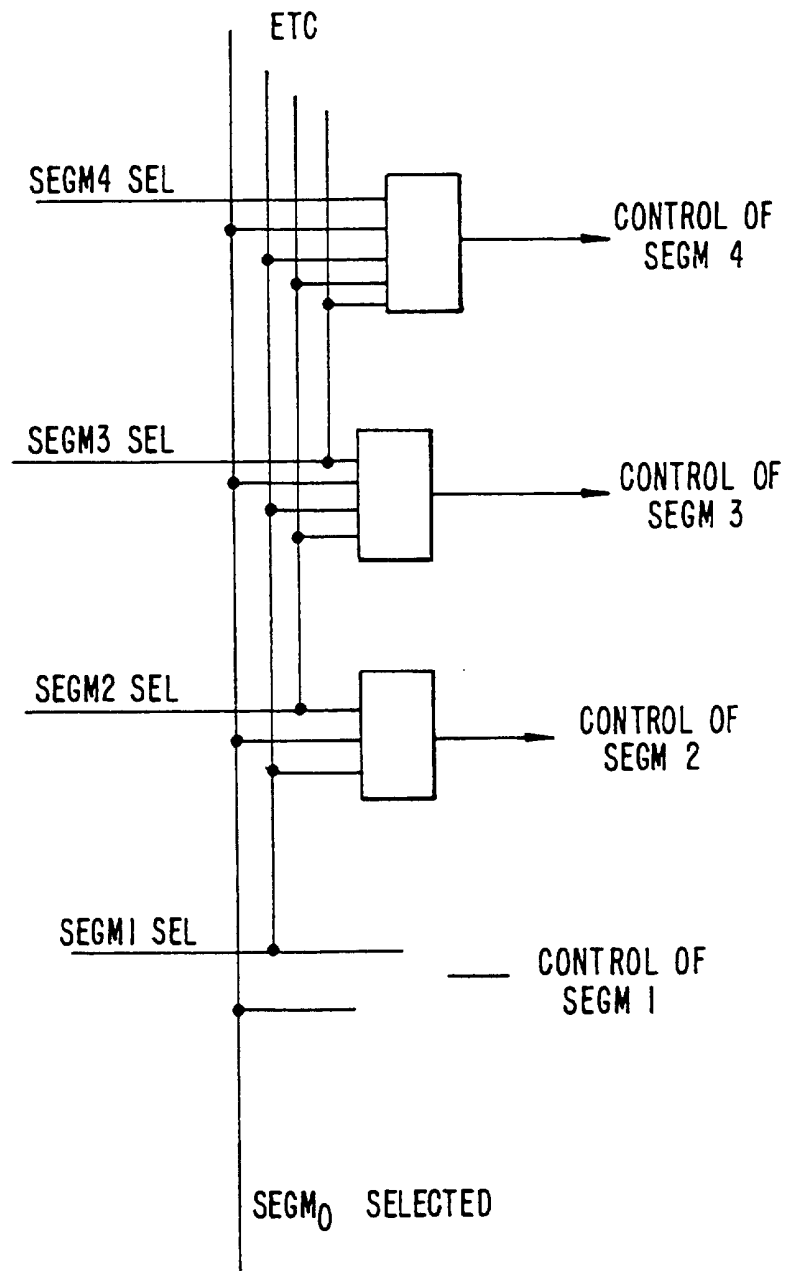 ETC
SEGM4 SEL
CONTROL OF
SEGM 4
SEGM3 SEL
CONTROL OF
SEGM 3
SEGM2 SEL
CONTROL OF
SEGM 2
SEGM1 SEL
CONTROL OF
SEGM 1
SEGM0 SELECTED